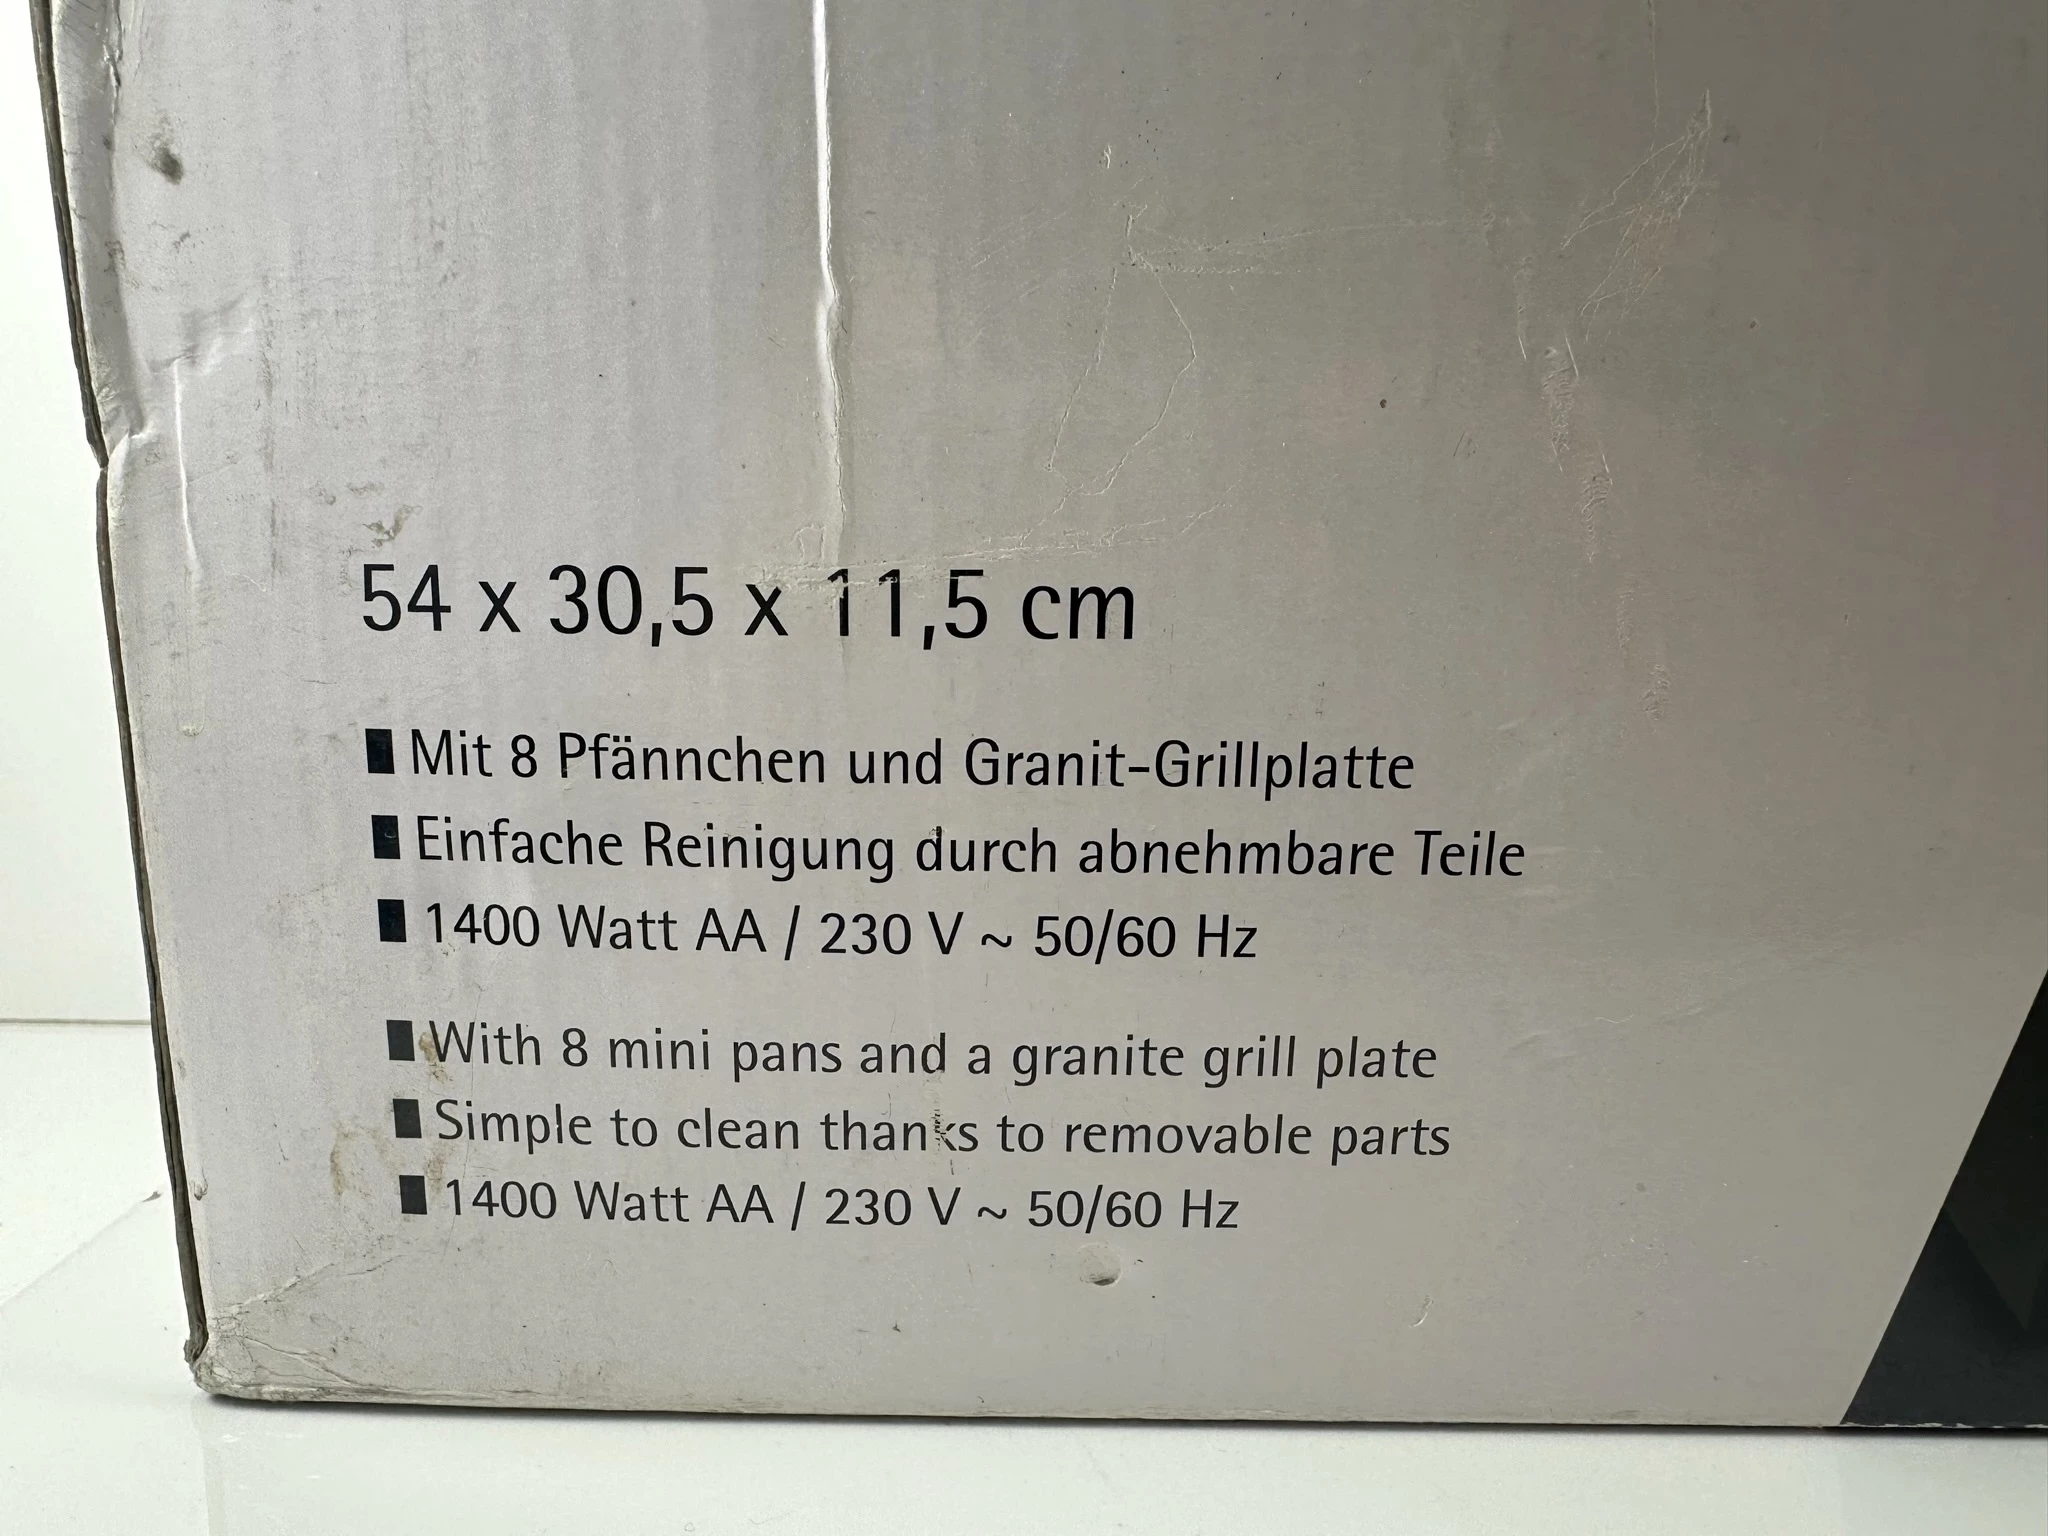 54 x 30,5 x 11,5 cm
Mit 8 Pfännchen und Granit-Grillplatte
Einfache Reinigung durch abnehmbare Teile
1400 Watt AA / 230 V ~ 50/60 Hz
With 8 mini pans and a granite grill plate
Simple to clean thanks to removable parts
1400 Watt AA / 230 V ~ 50/60 Hz